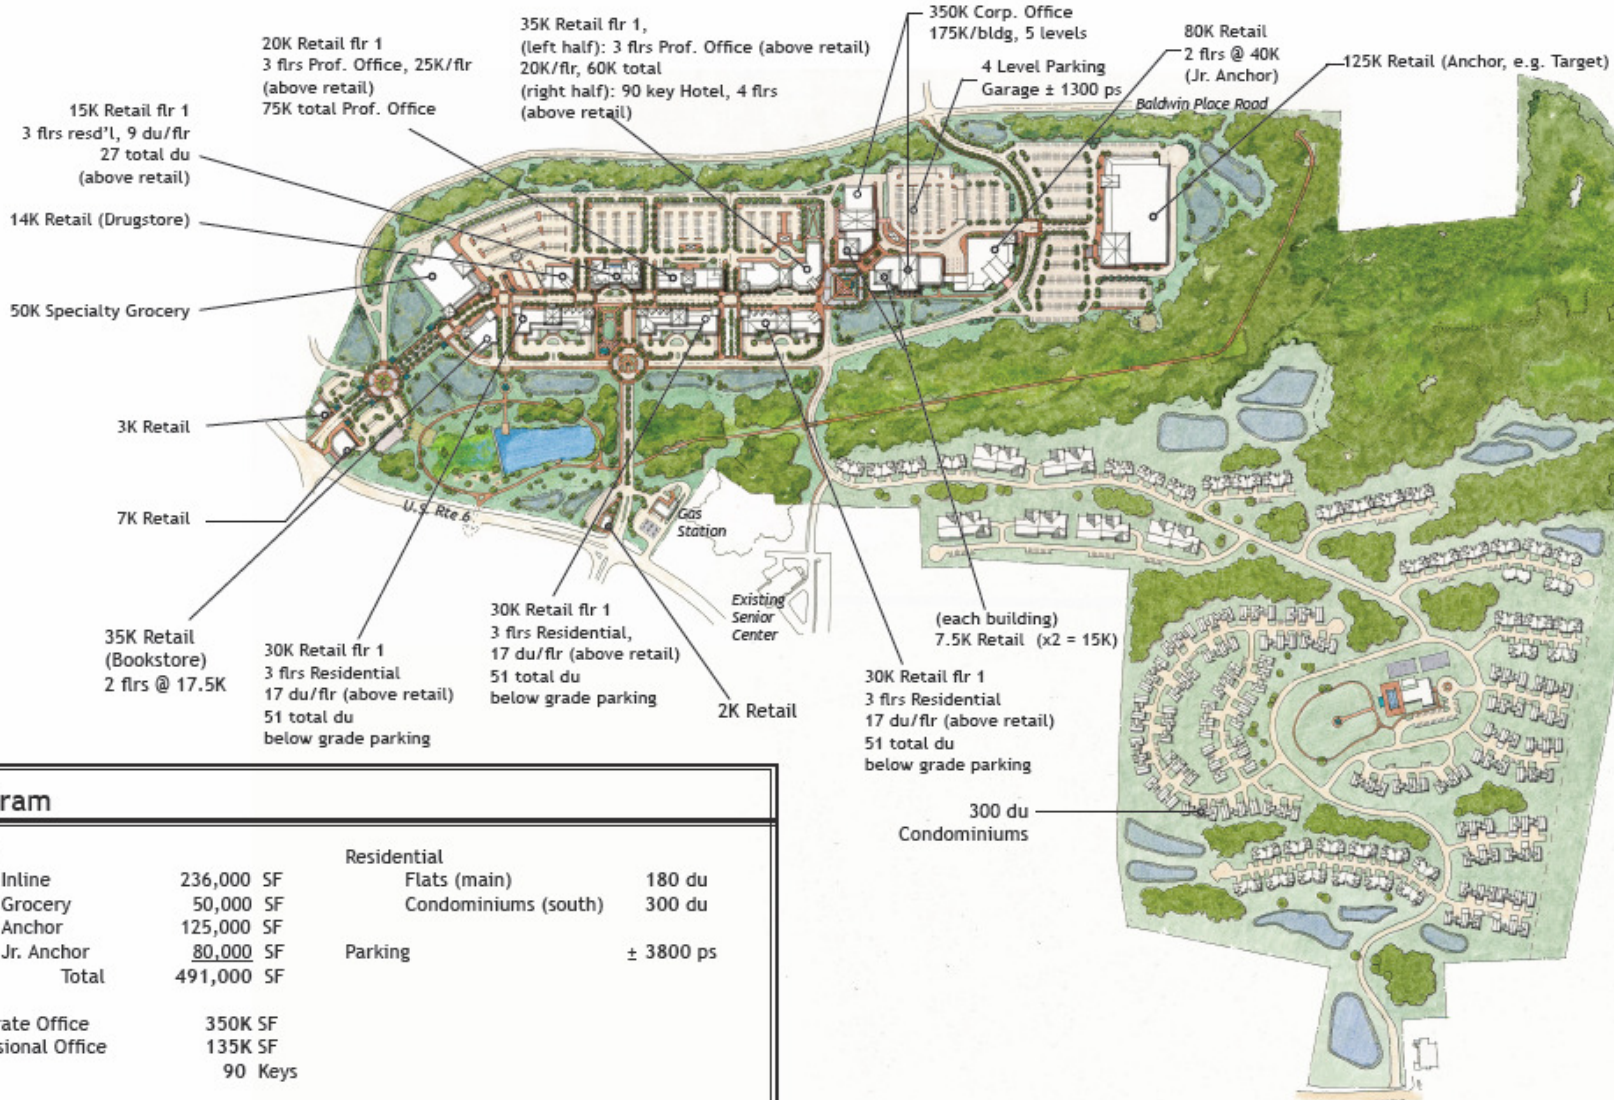 35K Retail flr 1,
(left half): 3 flrs Prof. Office (above retail)
20K/flr, 60K total
(right half): 90 key Hotel, 4 flrs
(above retail)
350K Corp. Office
175K/bldg, 5 levels
80K Retail
2 flrs @ 40K
(Jr. Anchor)
125K Retail (Anchor, e.g. Target)
20K Retail flr 1
3 flrs Prof. Office, 25K/flr
(above retail)
75K total Prof. Office
4 Level Parking
Garage ± 1300 ps
Baldwin Place Road
15K Retail flr 1
3 flrs resd'l, 9 du/flr
27 total du
(above retail)
14K Retail (Drugstore)
50K Specialty Grocery
3K Retail
7K Retail
U.S. Rte 6
Gas
Station
Existing
Senior
Center
35K Retail
(Bookstore)
2 flrs @ 17.5K
30K Retail flr 1
3 flrs Residential
17 du/flr (above retail)
51 total du
below grade parking
30K Retail flr 1
3 flrs Residential,
17 du/flr (above retail)
51 total du
below grade parking
2K Retail
(each building)
7.5K Retail (x2 = 15K)
30K Retail flr 1
3 flrs Residential
17 du/flr (above retail)
51 total du
below grade parking
300 du
Condominiums
ram
Inline 236,000 SF
Grocery 50,000 SF
Anchor 125,000 SF
Jr. Anchor 80,000 SF
Total 491,000 SF
rate Office 350K SF
sional Office 135K SF
90 Keys
Residential
Flats (main) 180 du
Condominiums (south) 300 du
Parking ± 3800 ps